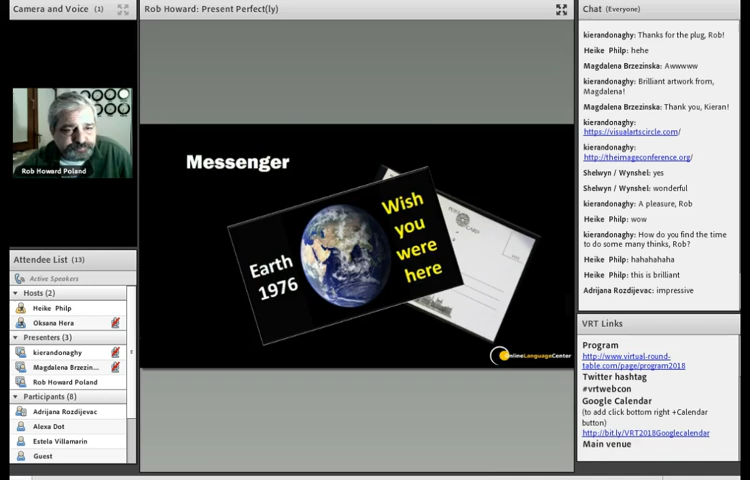 Camera and Voice (1)
Rob Howard Poland
Attendee List (13)
Active Speakers
Hosts (2)
Heike Philp
Oksana Hera
Presenters (3)
kierandonaghy
Magdalena Brzezin...
Rob Howard Poland
Participants (8)
Adrijana Rozdijevac
Alexa Dot
Estela Villamarin
Guest
Rob Howard: Present Perfect(ly)
Messenger
Earth
1976
Wish
you
were
here
POST CARD
OnlineLanguageCenter
Chat (Everyone)
kierandonaghy: Thanks for the plug, Rob!
Heike Philp: hehe
Magdalena Brzezinska: Awwwww
kierandonaghy: Brilliant artwork from,
Magdalena!
Magdalena Brzezinska: Thank you, Kieran!
kierandonaghy:
https://visualartscircle.com/
kierandonaghy:
http://theimageconference.org/
Shelwyn / Wynshel: yes
Shelwyn / Wynshel: wonderful
kierandonaghy: A pleasure, Rob
Heike Philp: wow
kierandonaghy: How do you find the time
to do some many thinks, Rob?
Heike Philp: hahahahaha
Heike Philp: this is brilliant
Adrijana Rozdijevac: impressive
VRT Links
Program
http://www.virtual-round-
table.com/page/program2018
Twitter hashtag
#vrtwebcon
Google Calendar
(to add click bottom right +Calendar
button)
http://bit.ly/VRT2018Googlecalendar
Main venue